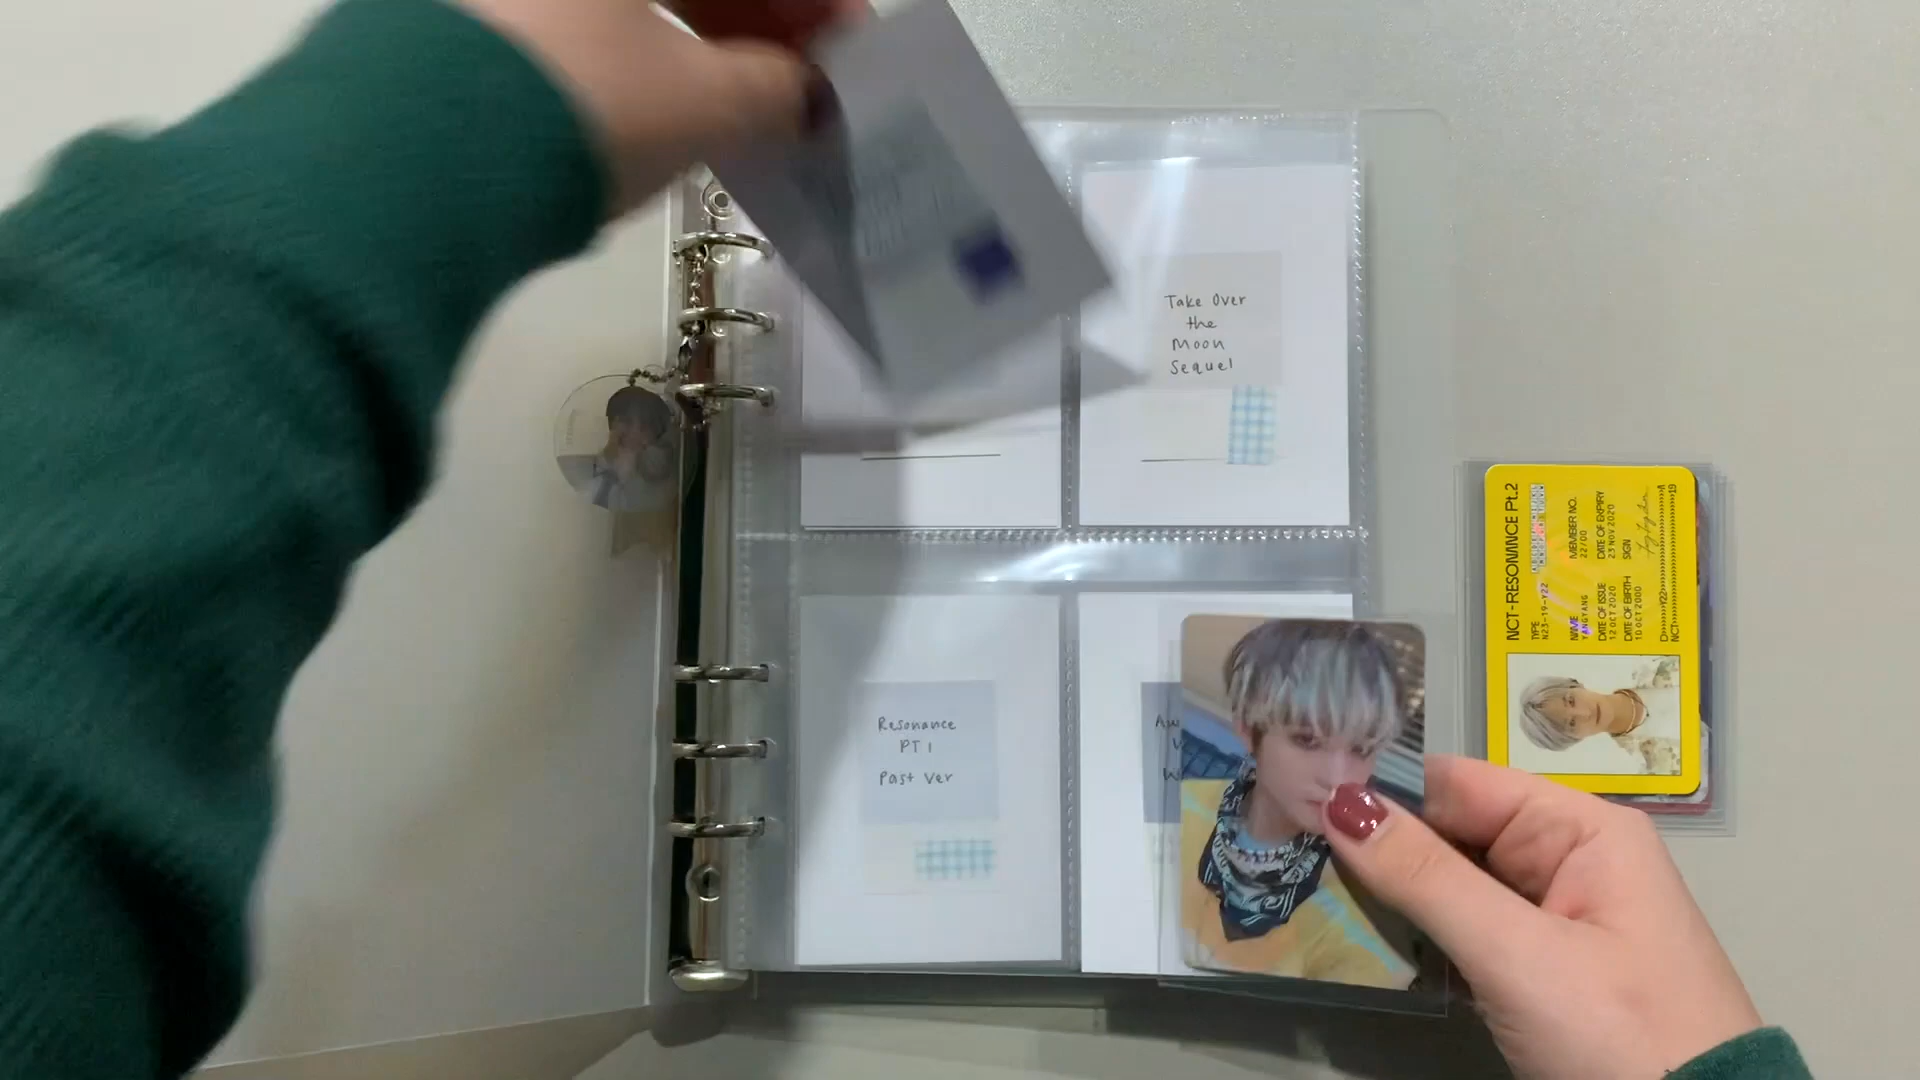 Take Over
the
Moon
Sequel
Resonance
PT 1
Past Ver
NCT-RESONANCE Pt.2
TYPE
N23-19-Y22
NAME
YANGYANG
MEMBER NO.
22/00
DATE OF ISSUE
12 OCT 2020
DATE OF EXPIRY
23 NOV 2020
DATE OF BIRTH
10 OCT 2000
SIGN